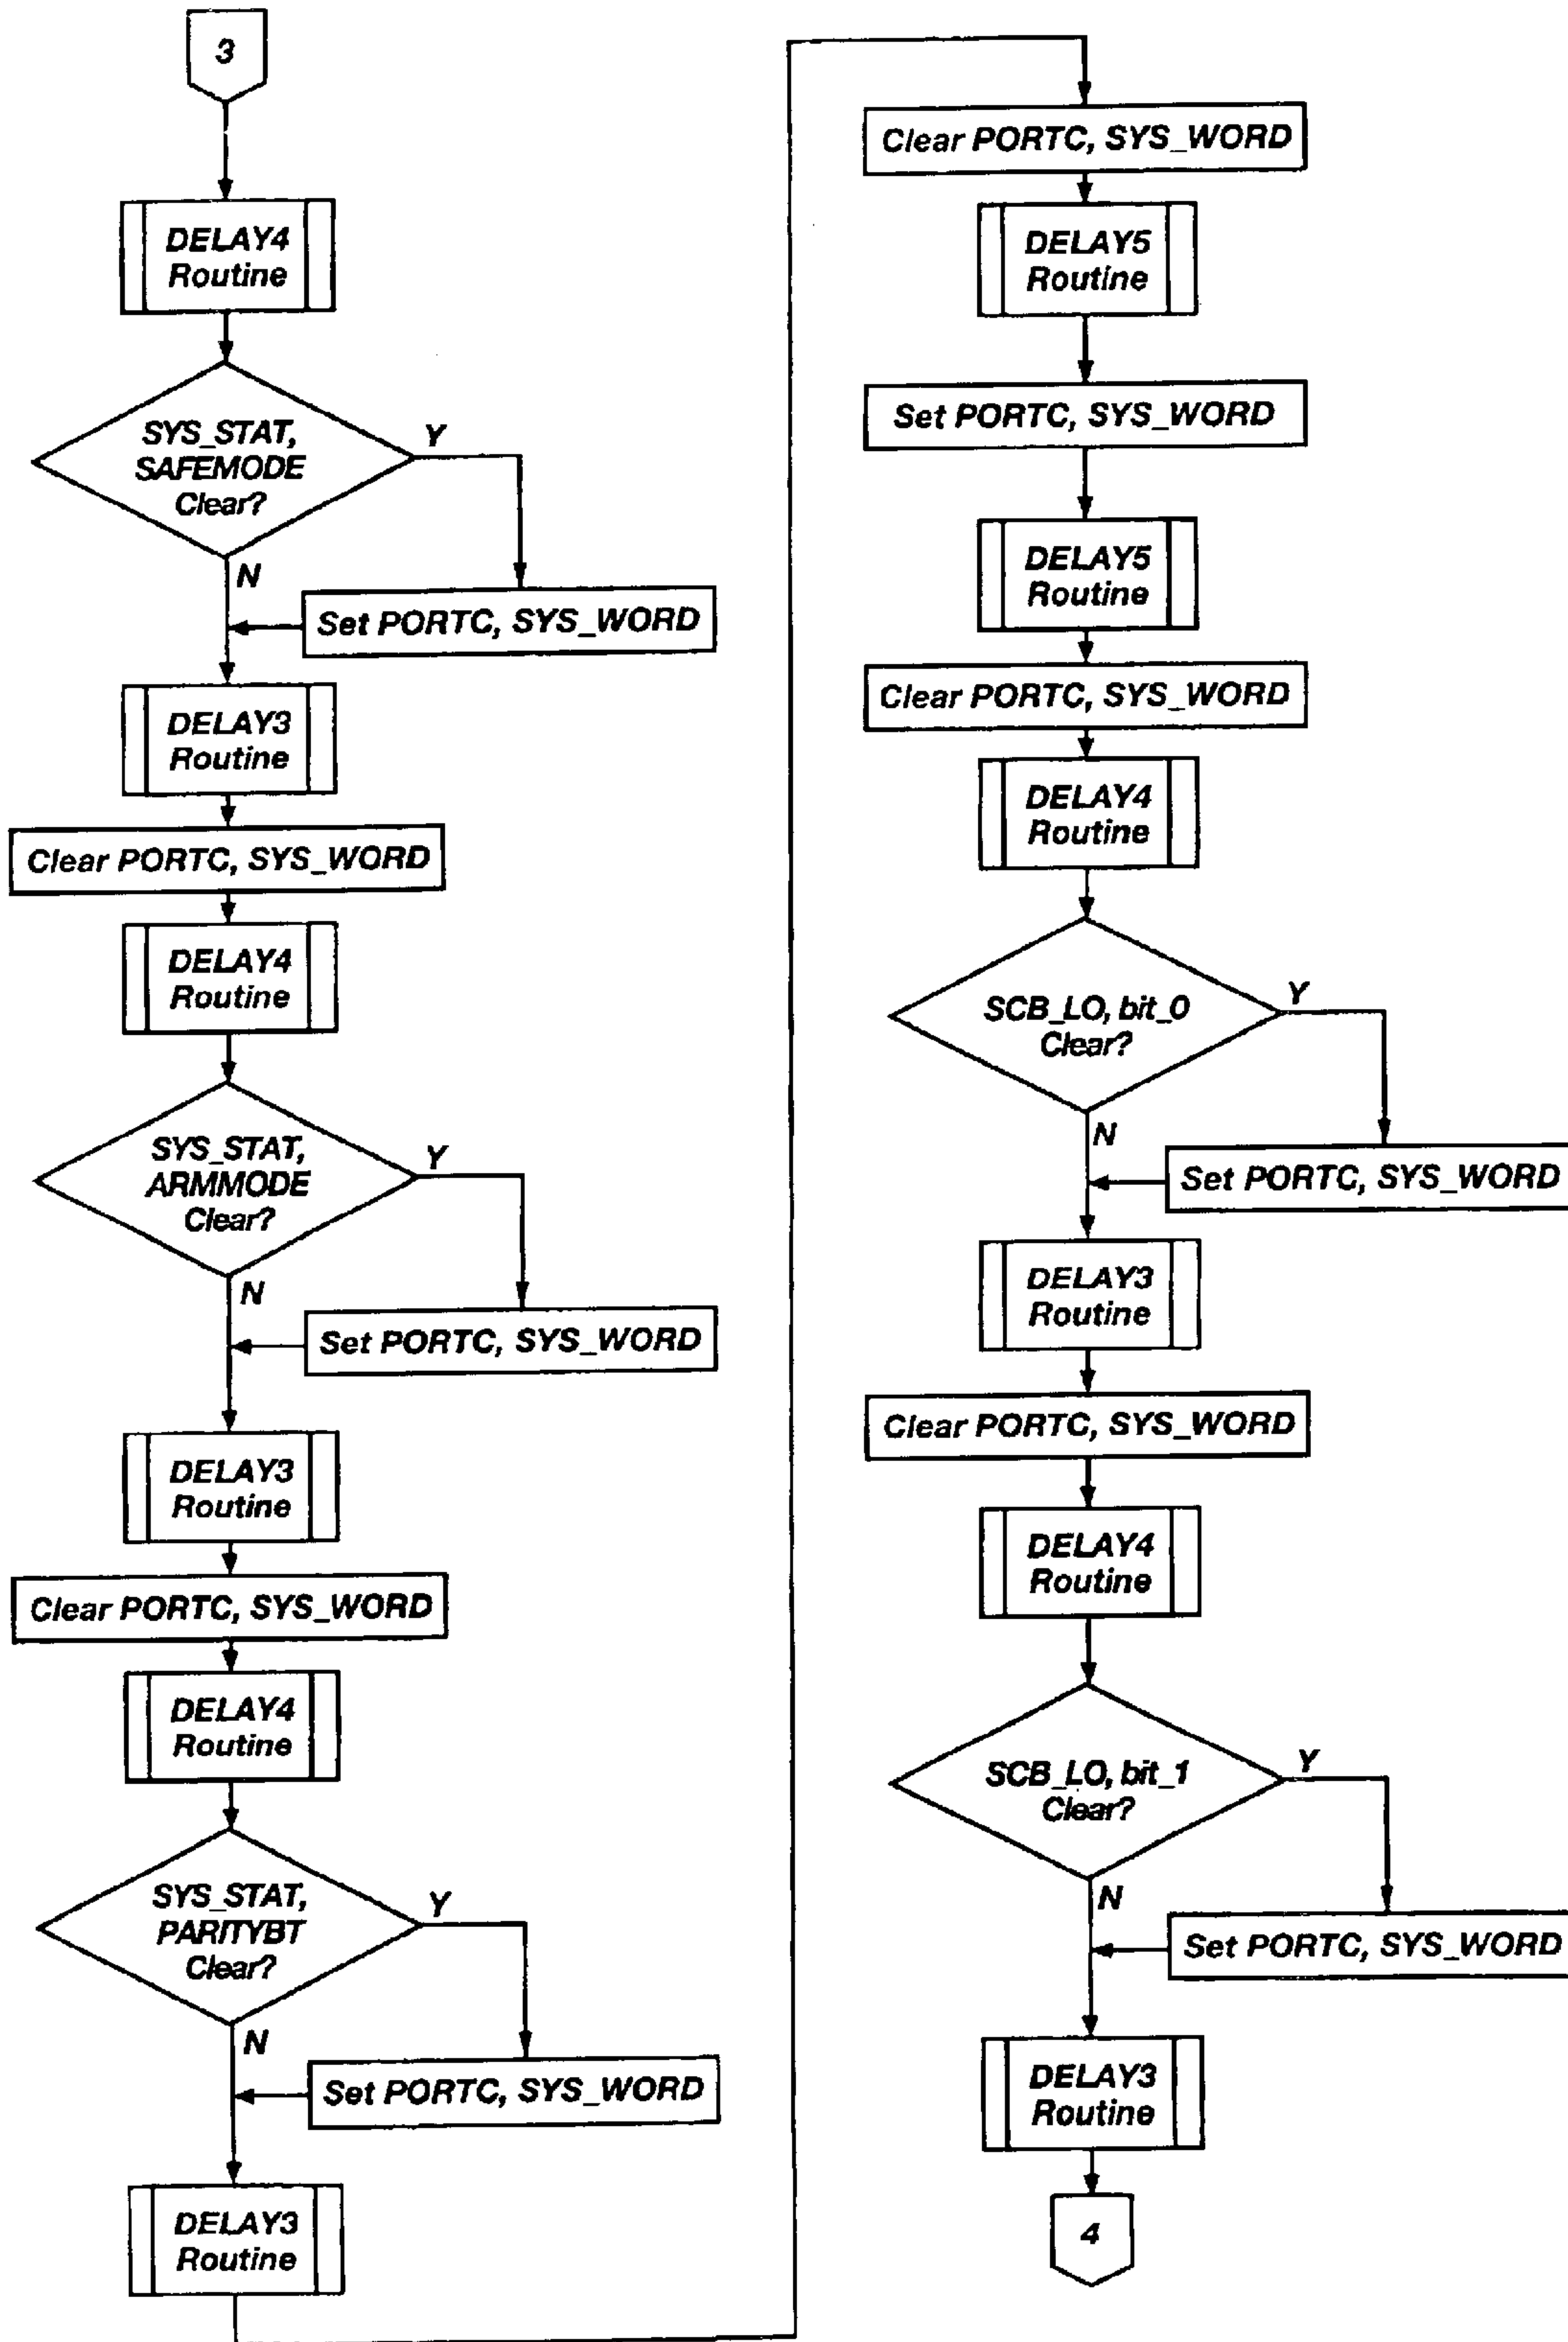 3
DELAY4
Routine
SYS_STAT,
SAFEMODE
Clear?
Y
N
Set PORTC, SYS_WORD
DELAY3
Routine
Clear PORTC, SYS_WORD
DELAY4
Routine
SYS_STAT,
ARMMODE
Clear?
Y
N
Set PORTC, SYS_WORD
DELAY3
Routine
Clear PORTC, SYS_WORD
DELAY4
Routine
SYS_STAT,
PARITYBT
Clear?
Y
N
Set PORTC, SYS_WORD
DELAY3
Routine
Clear PORTC, SYS_WORD
DELAY5
Routine
Set PORTC, SYS_WORD
DELAY5
Routine
Clear PORTC, SYS_WORD
DELAY4
Routine
SCB_LO, bit_0
Clear?
Y
N
Set PORTC, SYS_WORD
DELAY3
Routine
Clear PORTC, SYS_WORD
DELAY4
Routine
SCB_LO, bit_1
Clear?
Y
N
Set PORTC, SYS_WORD
DELAY3
Routine
4